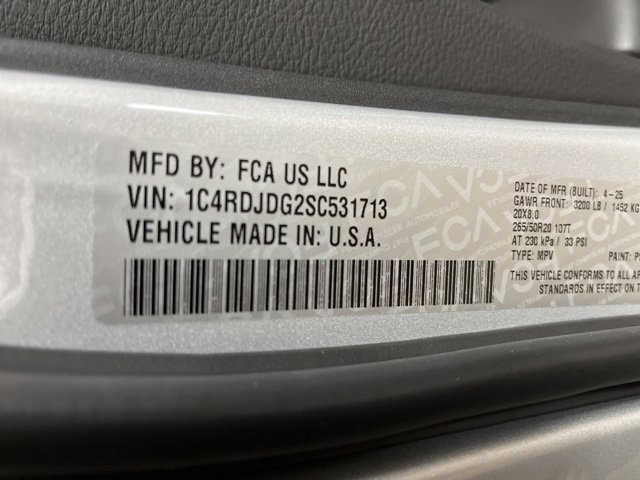 MFD BY: FCA US LLC
VIN: 1C4RDJDG2SC531713
VEHICLE MADE IN: U.S.A.
DATE OF MFR (BUILT): 4-25
GAWR FRONT: 3200 LB / 1452 KG
20X8.0
265/50R20 107T
AT 230 kPa / 33 PSI
TYPE: MPV PAINT:
THIS VEHICLE CONFORMS TO ALL
STANDARDS IN EFFECT ON